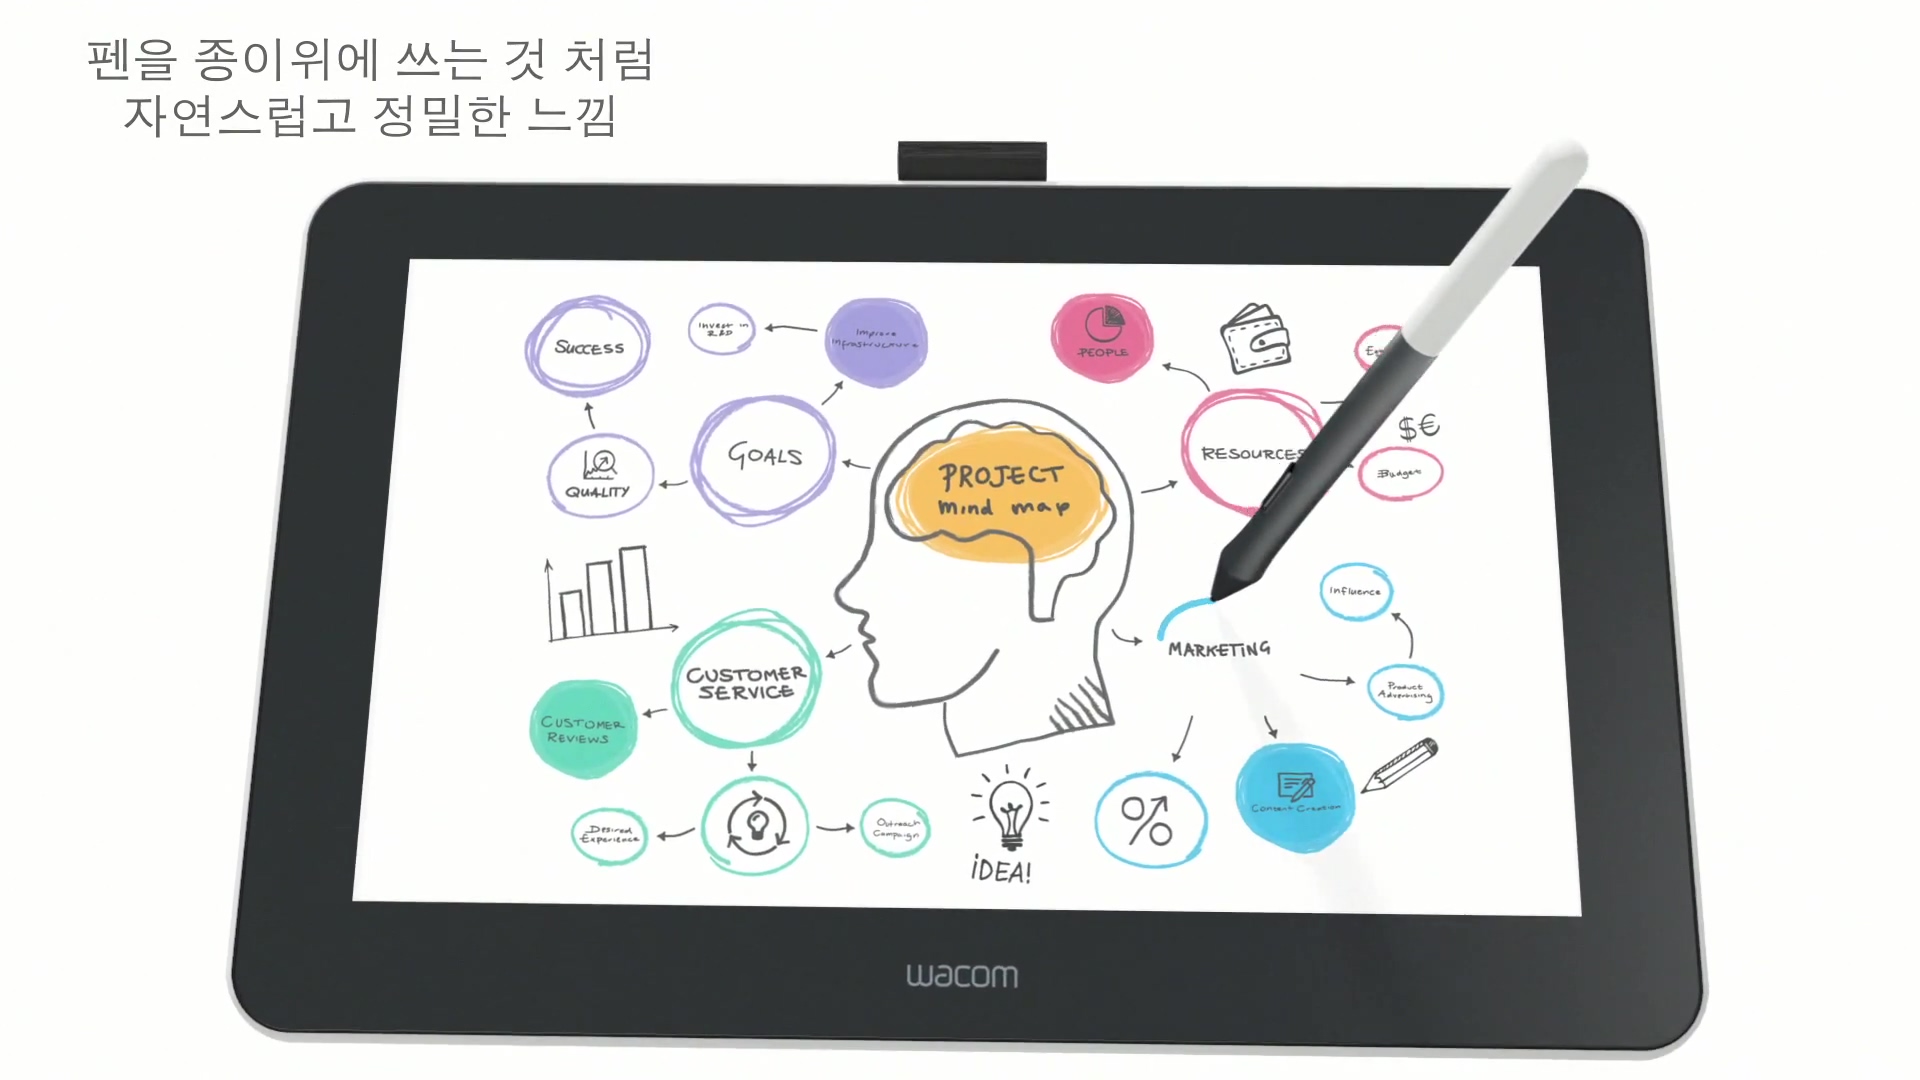 펜을 종이위에 쓰는 것 처럼
자연스럽고 정밀한 느낌
SUCCESS
Invest in
R&D
Improve
Infrastructure
PEOPLE
GOALS
QUALITY
PROJECT
mind map
RESOURCES
$€
Budget
Influence
MARKETING
Product
Advertising
CUSTOMER
SERVICE
CUSTOMER
REVIEWS
Content Creation
Desired
Experience
Outreach
Campaign
iDEA!
wacom